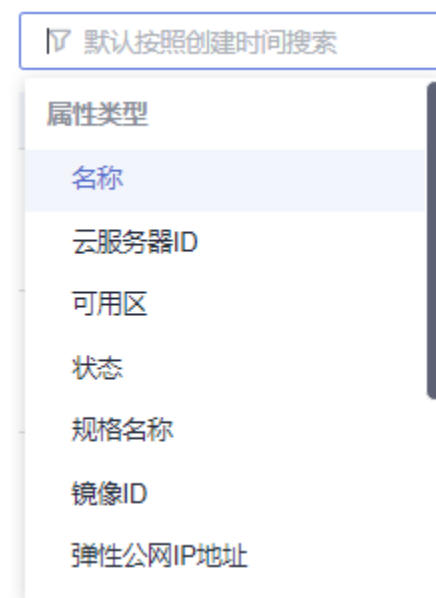 默认按照创建时间搜索
属性类型
名称
云服务器ID
可用区
状态
规格名称
镜像ID
弹性公网IP地址